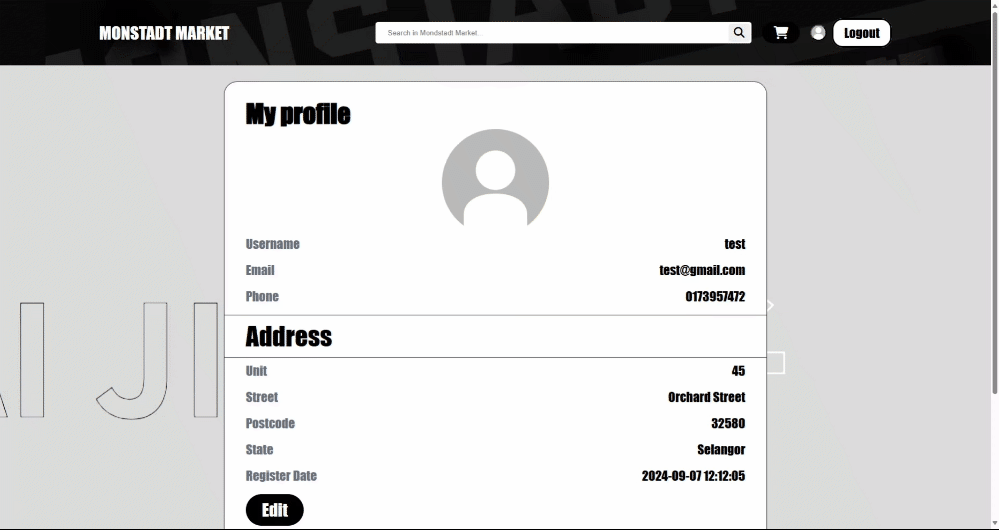 MONSTADT MARKET
Search in Mondstadt Market...
Logout
My profile
Username test
Email test@gmail.com
Phone 0173957472
Address
Unit 45
Street Orchard Street
Postcode 32580
State Selangor
Register Date 2024-09-07 12:12:05
Edit